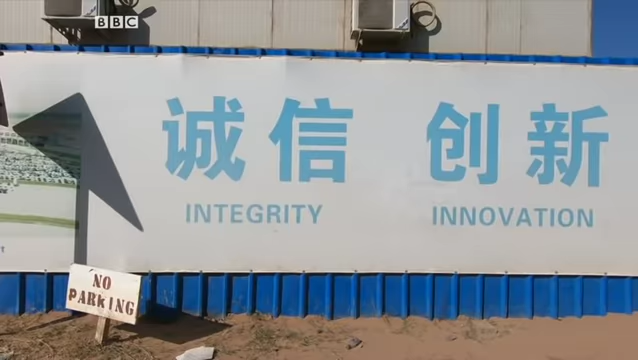 BBC
诚信 创新
INTEGRITY INNOVATION
NO
PARKING